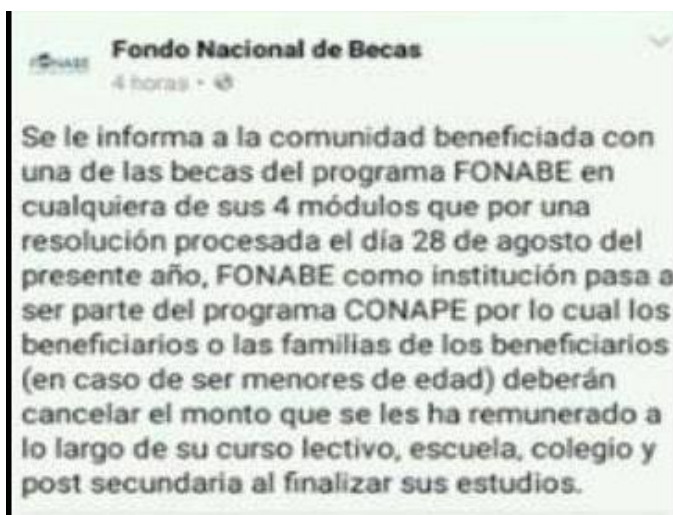 FONABE
Fondo Nacional de Becas
4 horas •
Se le informa a la comunidad beneficiada con
una de las becas del programa FONABE en
cualquiera de sus 4 módulos que por una
resolución procesada el día 28 de agosto del
presente año, FONABE como institución pasa a
ser parte del programa CONAPE por lo cual los
beneficiarios o las familias de los beneficiarios
(en caso de ser menores de edad) deberán
cancelar el monto que se les ha remunerado a
lo largo de su curso lectivo, escuela, colegio y
post secundaria al finalizar sus estudios.